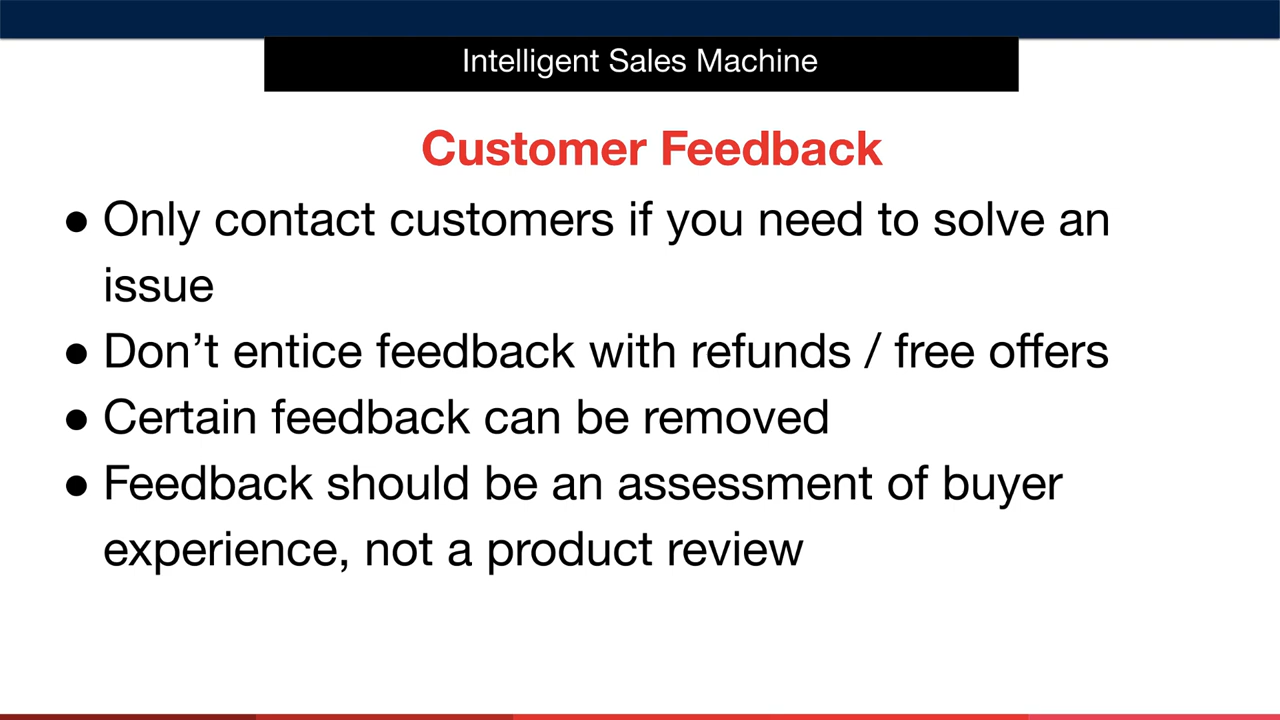 Intelligent Sales Machine
Customer Feedback
● Only contact customers if you need to solve an
issue
● Don’t entice feedback with refunds / free offers
● Certain feedback can be removed
● Feedback should be an assessment of buyer
experience, not a product review